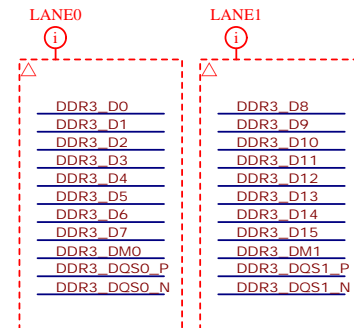 LANE0
i
DDR3_D0
DDR3_D1
DDR3_D2
DDR3_D3
DDR3_D4
DDR3_D5
DDR3_D6
DDR3_D7
DDR3_DM0
DDR3_DQS0_P
DDR3_DQS0_N
LANE1
i
DDR3_D8
DDR3_D9
DDR3_D10
DDR3_D11
DDR3_D12
DDR3_D13
DDR3_D14
DDR3_D15
DDR3_DM1
DDR3_DQS1_P
DDR3_DQS1_N